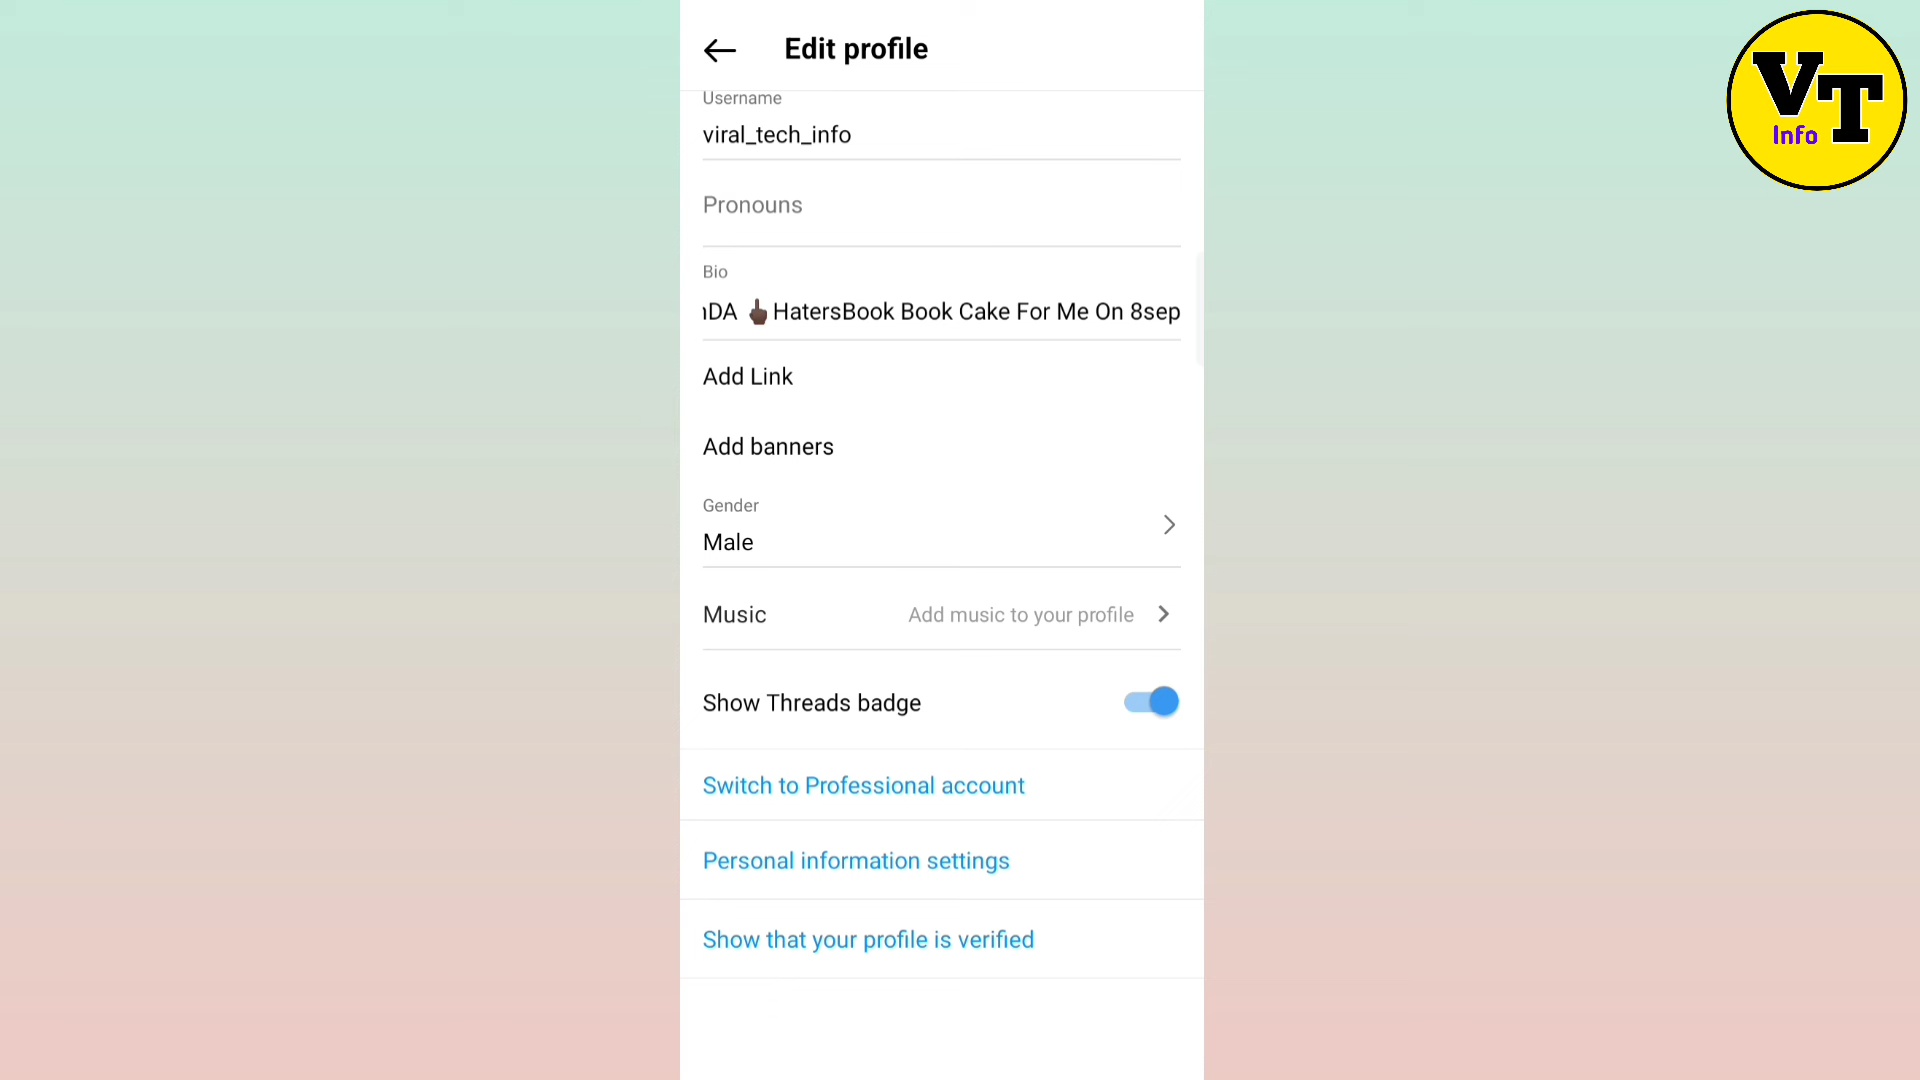 Edit profile
Username
viral_tech_info
Pronouns
Bio
DA 🖕🏿HatersBook Book Cake For Me On 8sep
Add Link
Add banners
Gender
Male
Music Add music to your profile
Show Threads badge
Switch to Professional account
Personal information settings
Show that your profile is verified
VT
Info